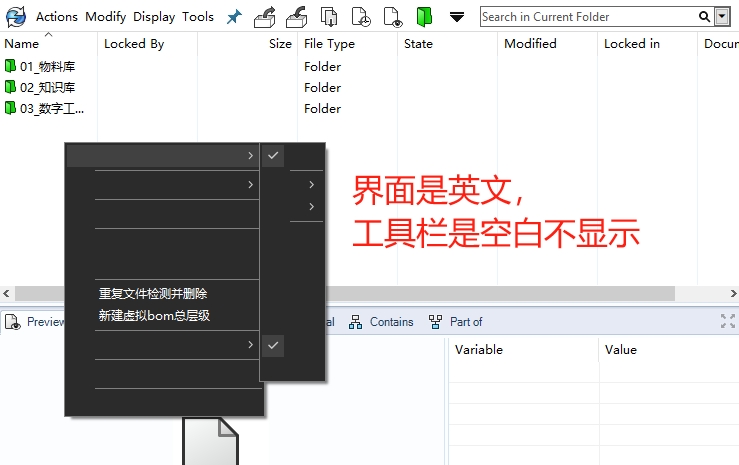 Actions Modify Display Tools Search in Current Folder
Name Locked By Size File Type State Modified Locked in Docum
01_物料库 Folder
02_知识库 Folder
03_数字工... Folder
界面是英文，
工具栏是空白不显示
重复文件检测并删除
新建虚拟bom总层级
Preview al Contains Part of
Variable Value